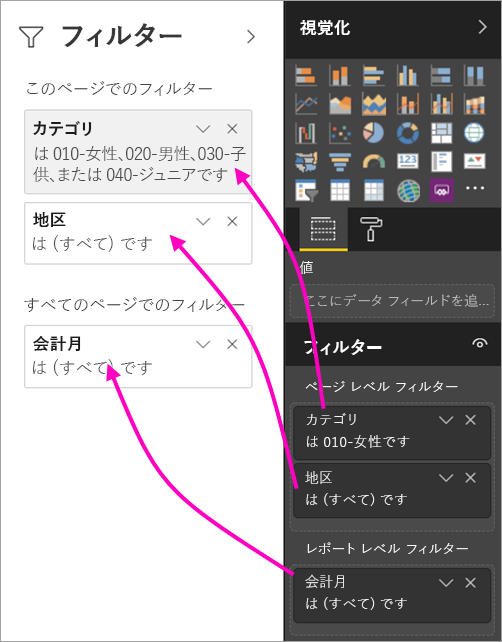 フィルター
このページでのフィルター
カテゴリ
は 010-女性、020-男性、030-子
供、または 040-ジュニアです
地区
は (すべて) です
すべてのページでのフィルター
会計月
は (すべて) です
視覚化
123
値
ここにデータ フィールドを追...
フィルター
ページ レベル フィルター
カテゴリ
は 010-女性です
地区
は (すべて) です
レポート レベル フィルター
会計月
は (すべて) です